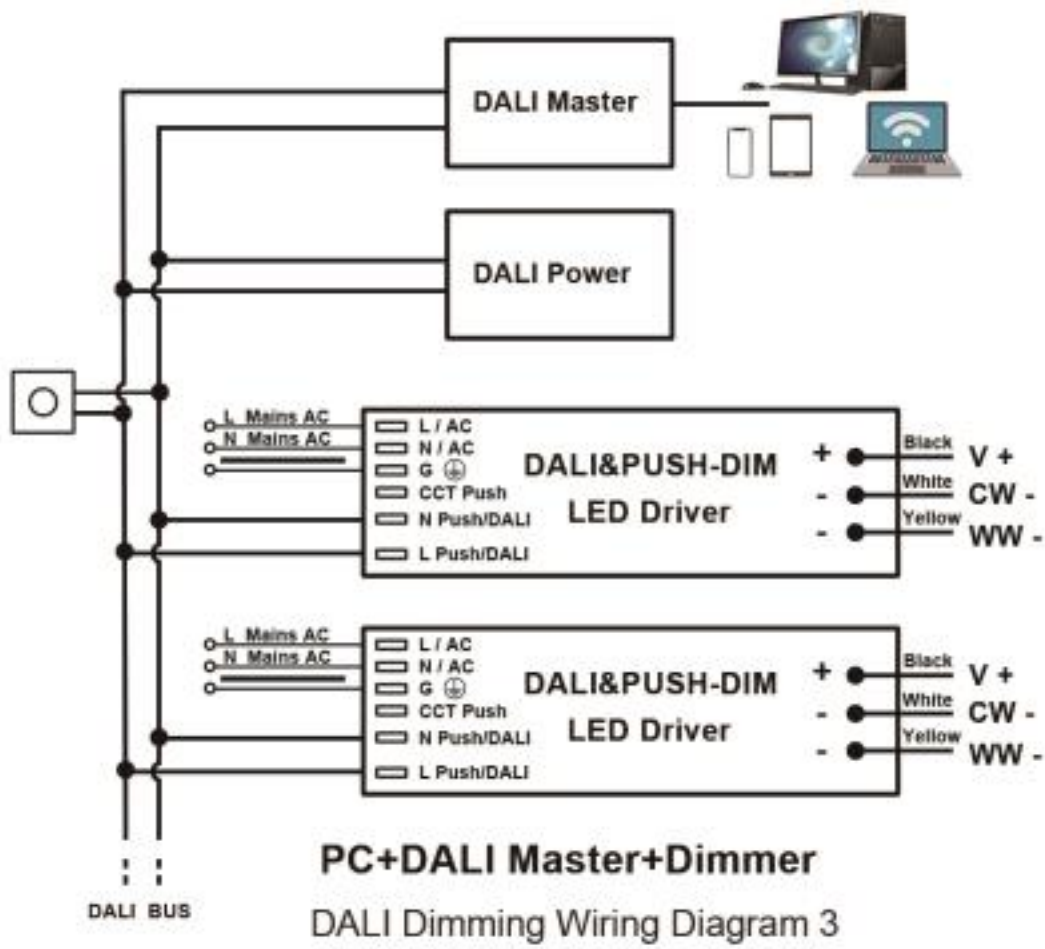 DALI Master
DALI Power
L Mains AC
N Mains AC
L / AC
N / AC
G
CCT Push
N Push/DALI
L Push/DALI
DALI&PUSH-DIM
LED Driver
+
-
-
Black
White
Yellow
V +
CW -
WW -
L Mains AC
N Mains AC
L / AC
N / AC
G
CCT Push
N Push/DALI
L Push/DALI
DALI&PUSH-DIM
LED Driver
+
-
-
Black
White
Yellow
V +
CW -
WW -
DALI BUS
PC+DALI Master+Dimmer
DALI Dimming Wiring Diagram 3